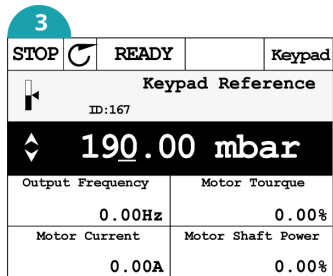 3
STOP READY Keypad
Keypad Reference
ID:167
190.00 mbar
Output Frequency Motor Tourque
0.00Hz 0.00%
Motor Current Motor Shaft Power
0.00A 0.00%